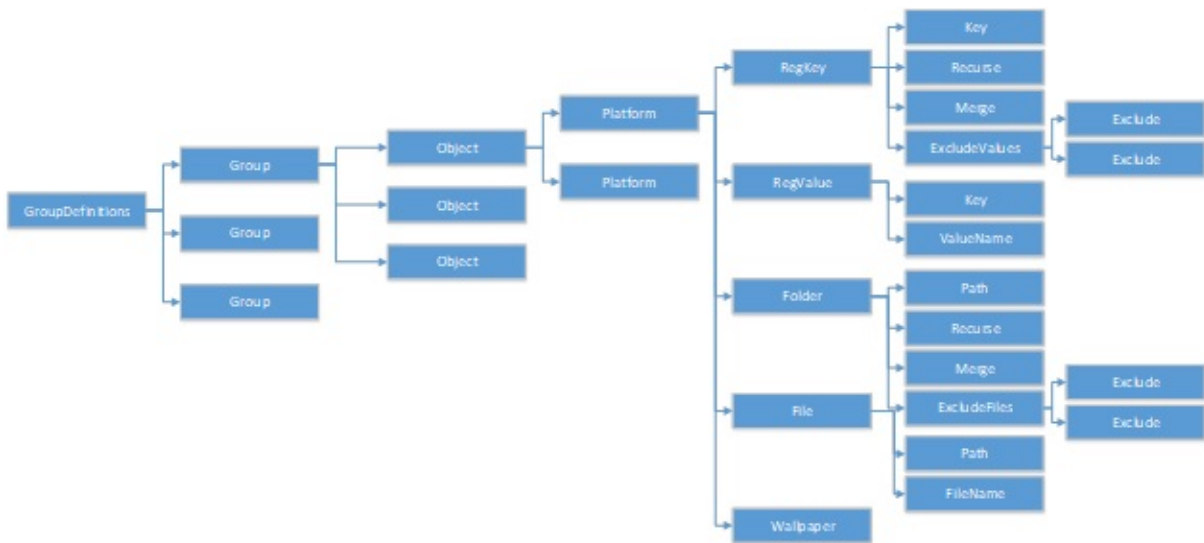 GroupDefinitions
Group
Group
Group
Object
Object
Object
Platform
Platform
RegKey
RegValue
Folder
File
Wallpaper
Key
Recurse
Merge
ExcludeValues
Key
ValueName
Path
Recurse
Merge
ExcludeFiles
Path
FileName
Exclude
Exclude
Exclude
Exclude